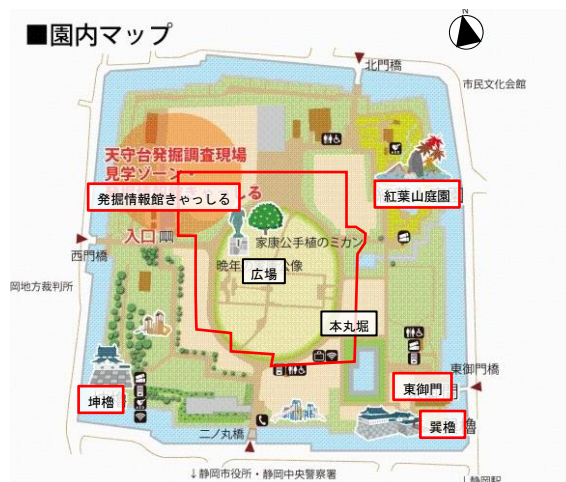 ■園内マップ
N
北門橋
市民文化会館
天守台発掘調査現場
見学ゾーン・
発掘情報館きゃっしる
る
紅葉山庭園
入口
家康公手植のミカン
西門橋
晩年
公像
広場
岡地方裁判所
本丸堀
東御門橋
坤櫓
東御門
巽櫓
二ノ丸橋
↓静岡市役所・静岡中央警察署
↓静岡駅